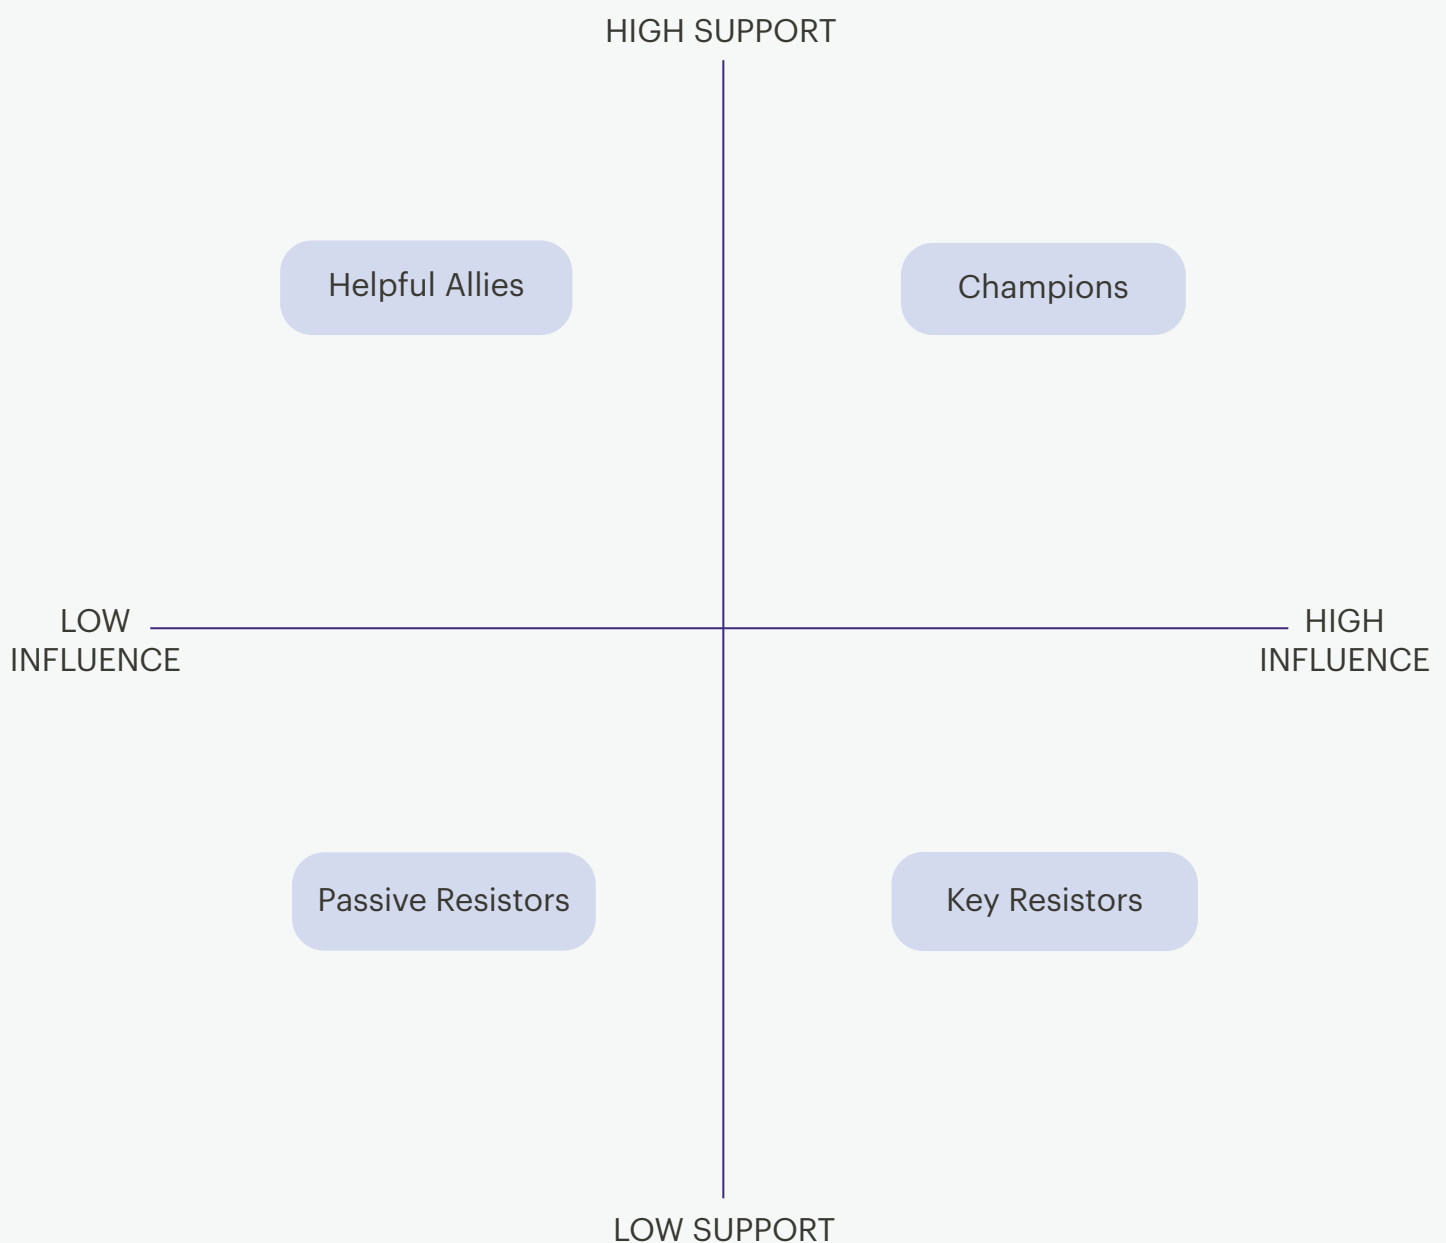 HIGH SUPPORT
Helpful Allies
Champions
LOW
INFLUENCE
HIGH
INFLUENCE
Passive Resistors
Key Resistors
LOW SUPPORT